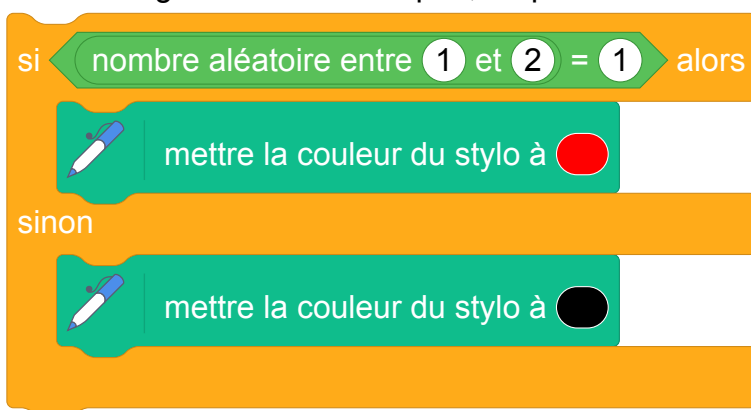 si nombre aléatoire entre 1 et 2 = 1 alors
mettre la couleur du stylo à
sinon
mettre la couleur du stylo à